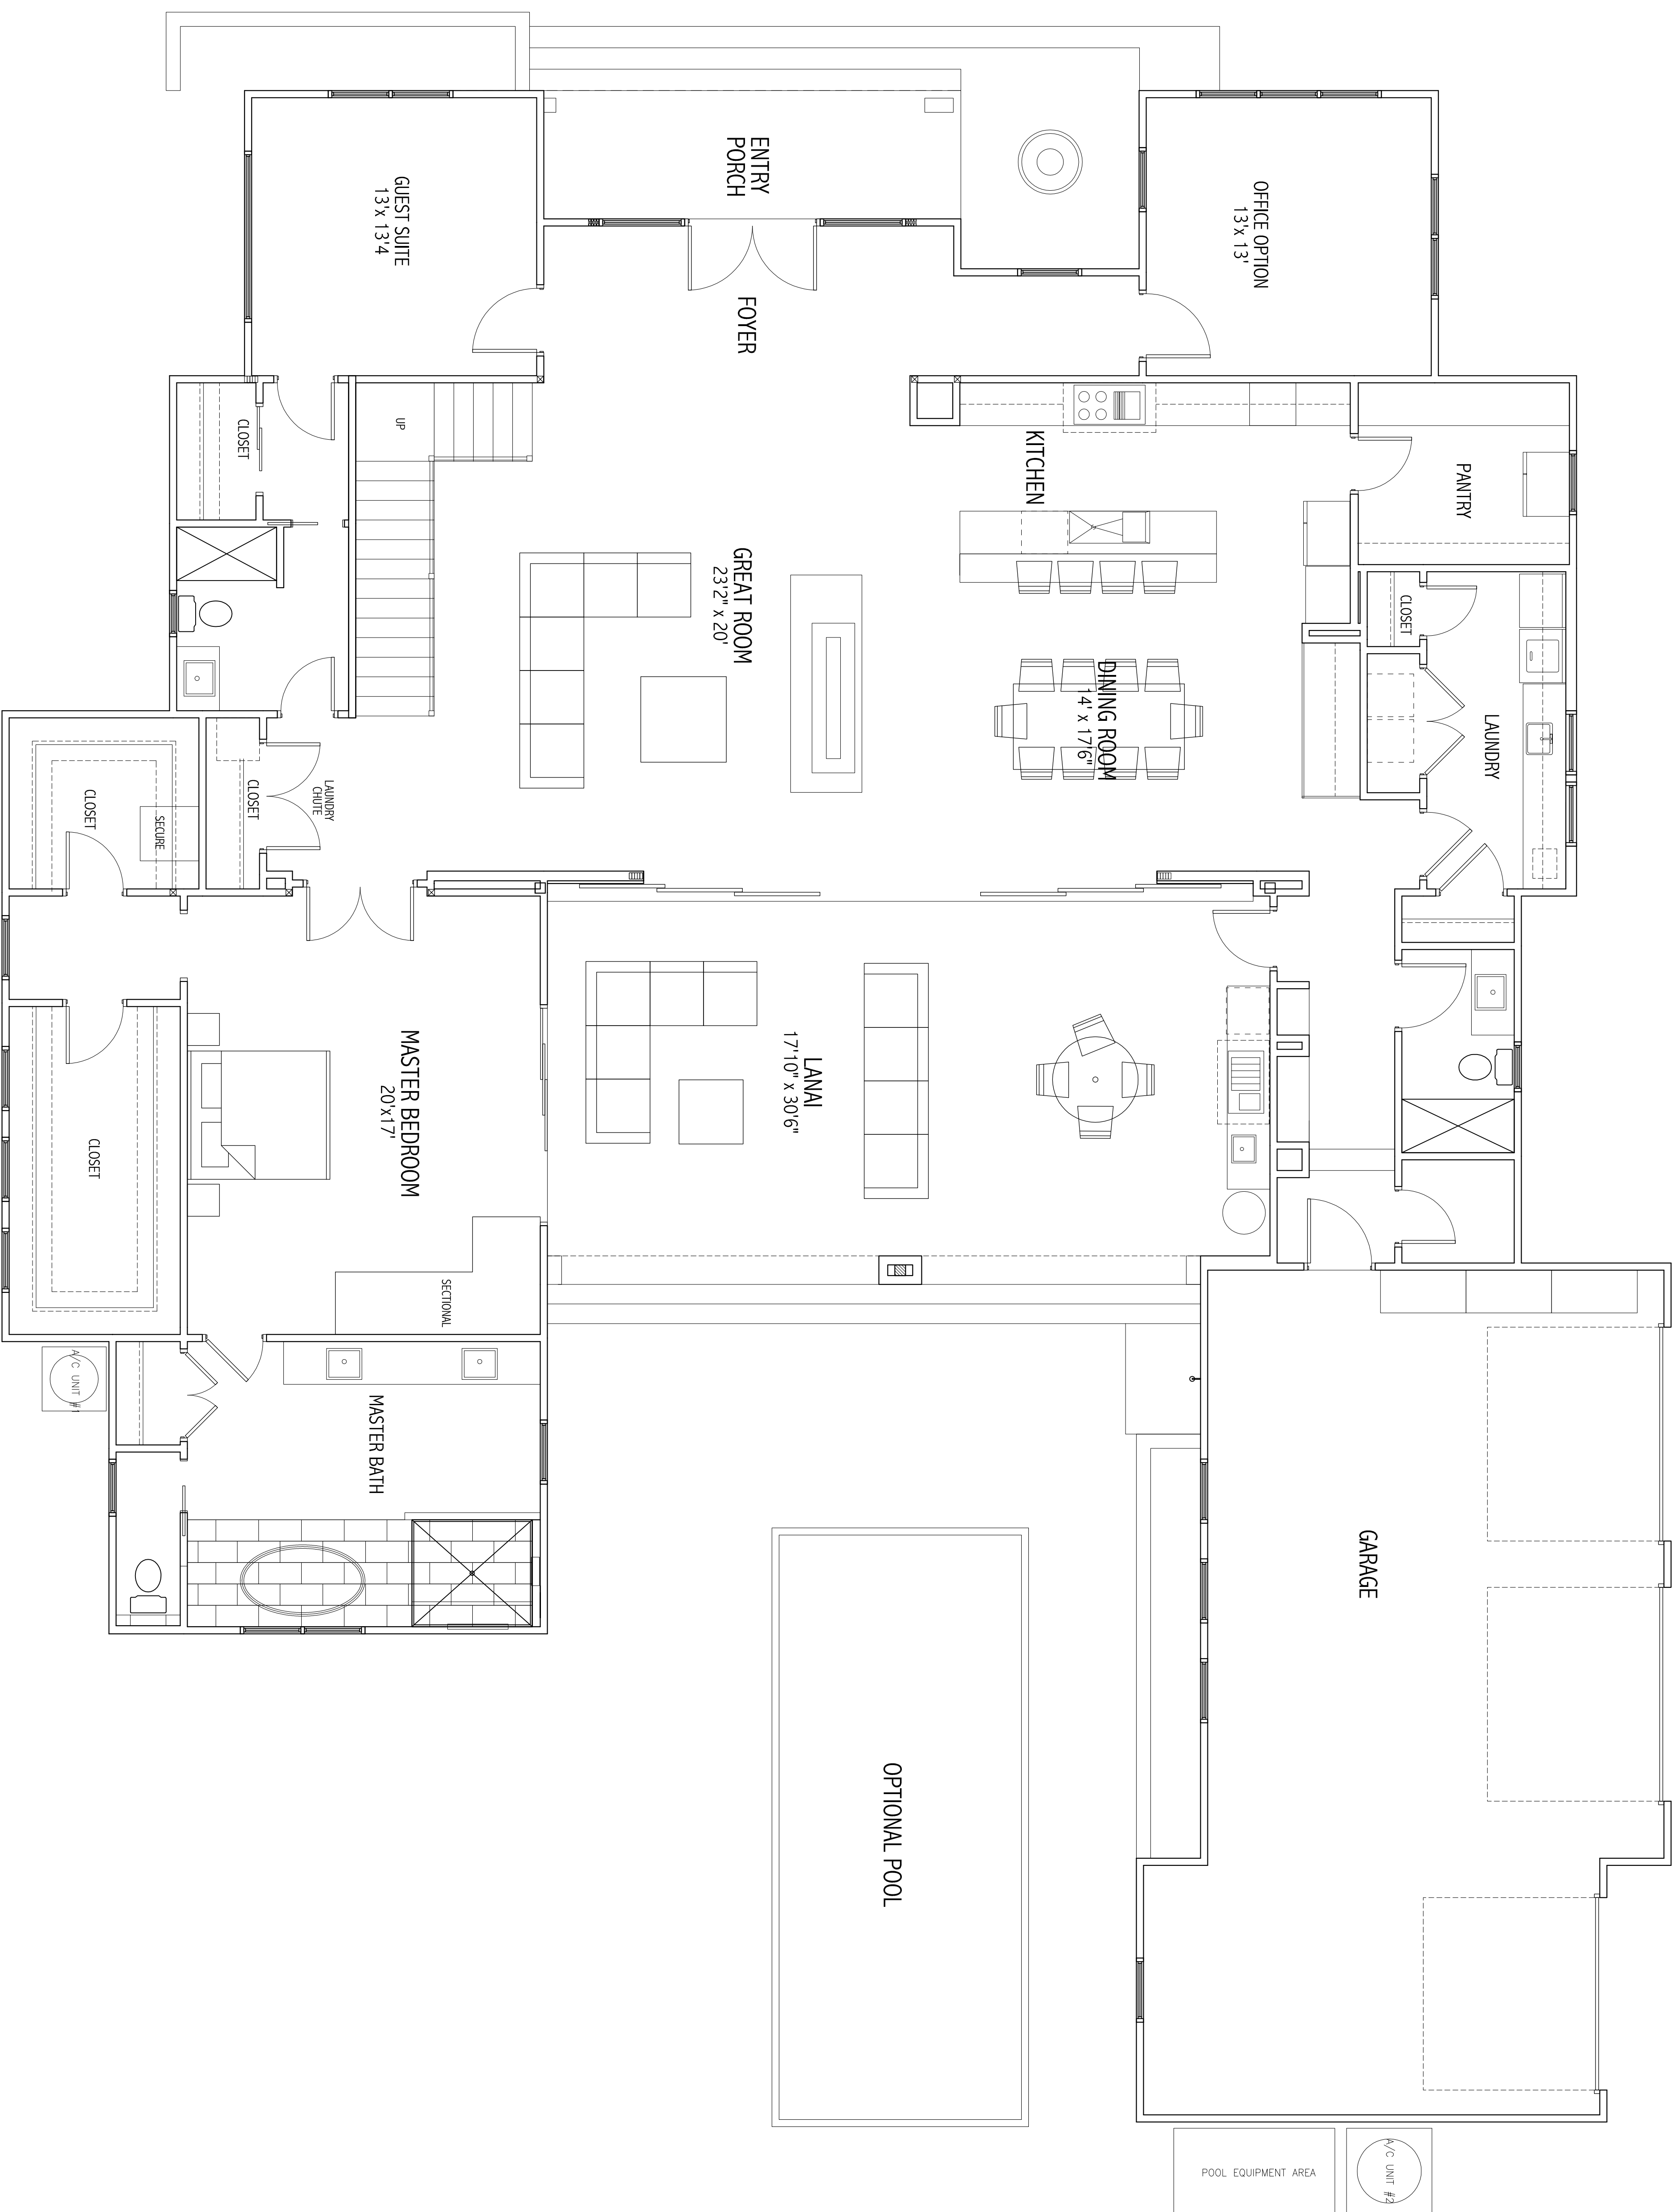 ENTRY
PORCH
GUEST SUITE
13'x 13'4
OFFICE OPTION
13'x 13'
FOYER
UP
CLOSET
KITCHEN
PANTRY
GREAT ROOM
23'2" x 20'
CLOSET
DINING ROOM
14' x 17'6"
LAUNDRY
LAUNDRY
CHUTE
CLOSET
CLOSET
SECURE
MASTER BEDROOM
20'x17'
LANAI
17'10" x 30'6"
CLOSET
SECTIONAL
A/C UNIT #1
MASTER BATH
GARAGE
OPTIONAL POOL
POOL EQUIPMENT AREA
A/C UNIT #2